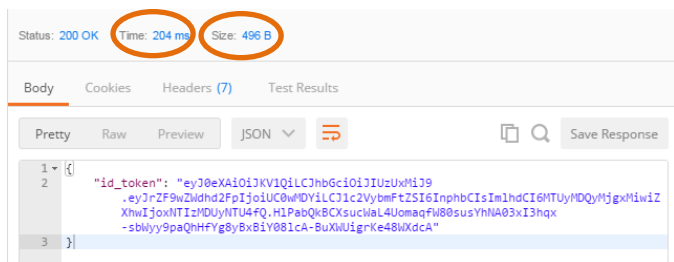 Status: 200 OK Time: 204 ms Size: 496 B
Body Cookies Headers (7) Test Results
Pretty Raw Preview JSON Save Response
1 {
2 "id_token": "eyJ0eXAiOiJKV1QiLCJhbGciOiJIUzUxMiJ9
.eyJrZF9wZWdhd2FpIjoiUC0wMDYiLCJ1c2VybmFtZSI6InphbCIsImlhdCI6MTUyMDQyMjgxMiwiZ
XhwIjoxNTIzMDUyNTU4fQ.HlPabQkBCXsucWaL4UomaqfW80susYhNA03xI3hqx
-sbWyy9paQhHfYg8yBxBiY08lcA-BuXWUigrKe48WXdcA"
3 }